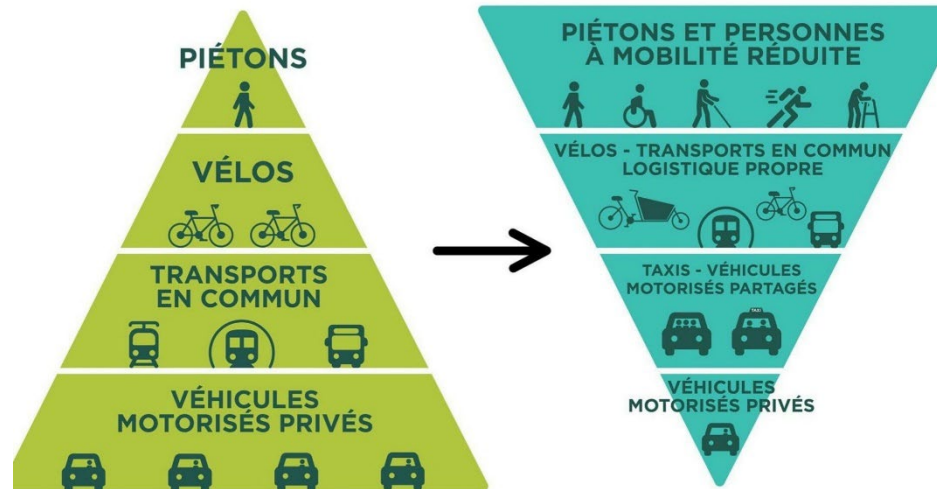 PIÉTONS
VÉLOS
TRANSPORTS
EN COMMUN
VÉHICULES
MOTORISÉS PRIVÉS
PIÉTONS ET PERSONNES
À MOBILITÉ RÉDUITE
VÉLOS - TRANSPORTS EN COMMUN
LOGISTIQUE PROPRE
TAXIS - VÉHICULES
MOTORISÉS PARTAGÉS
TAXI
VÉHICULES
MOTORISÉS PRIVÉS